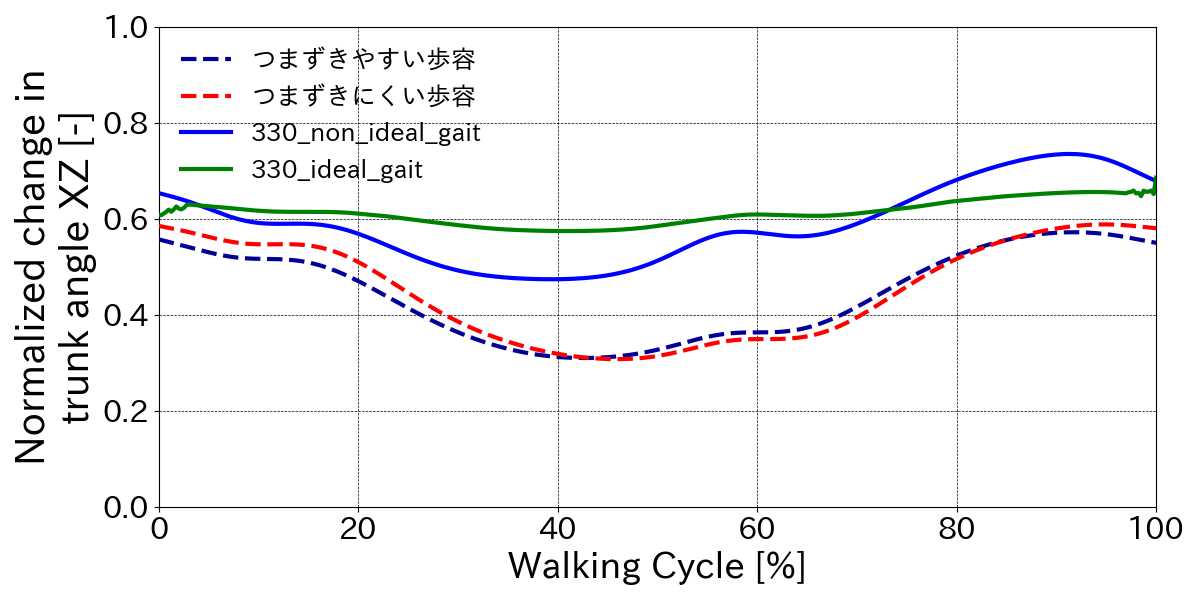 Normalized change in
trunk angle XZ [-]
1.0
0.8
0.6
0.4
0.2
0.0
つまずきやすい歩容
つまずきにくい歩容
330_non_ideal_gait
330_ideal_gait
0 20 40 60 80 100
Walking Cycle [%]